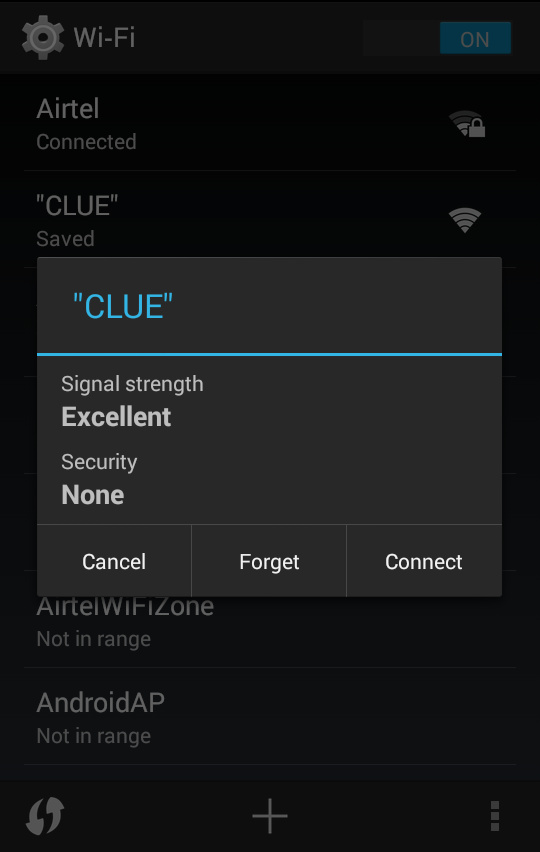 Wi-Fi
ON
Airtel
Connected
"CLUE"
Saved
"CLUE"
Signal strength
Excellent
Security
None
Cancel
Forget
Connect
AirtelWiFiZone
Not in range
AndroidAP
Not in range